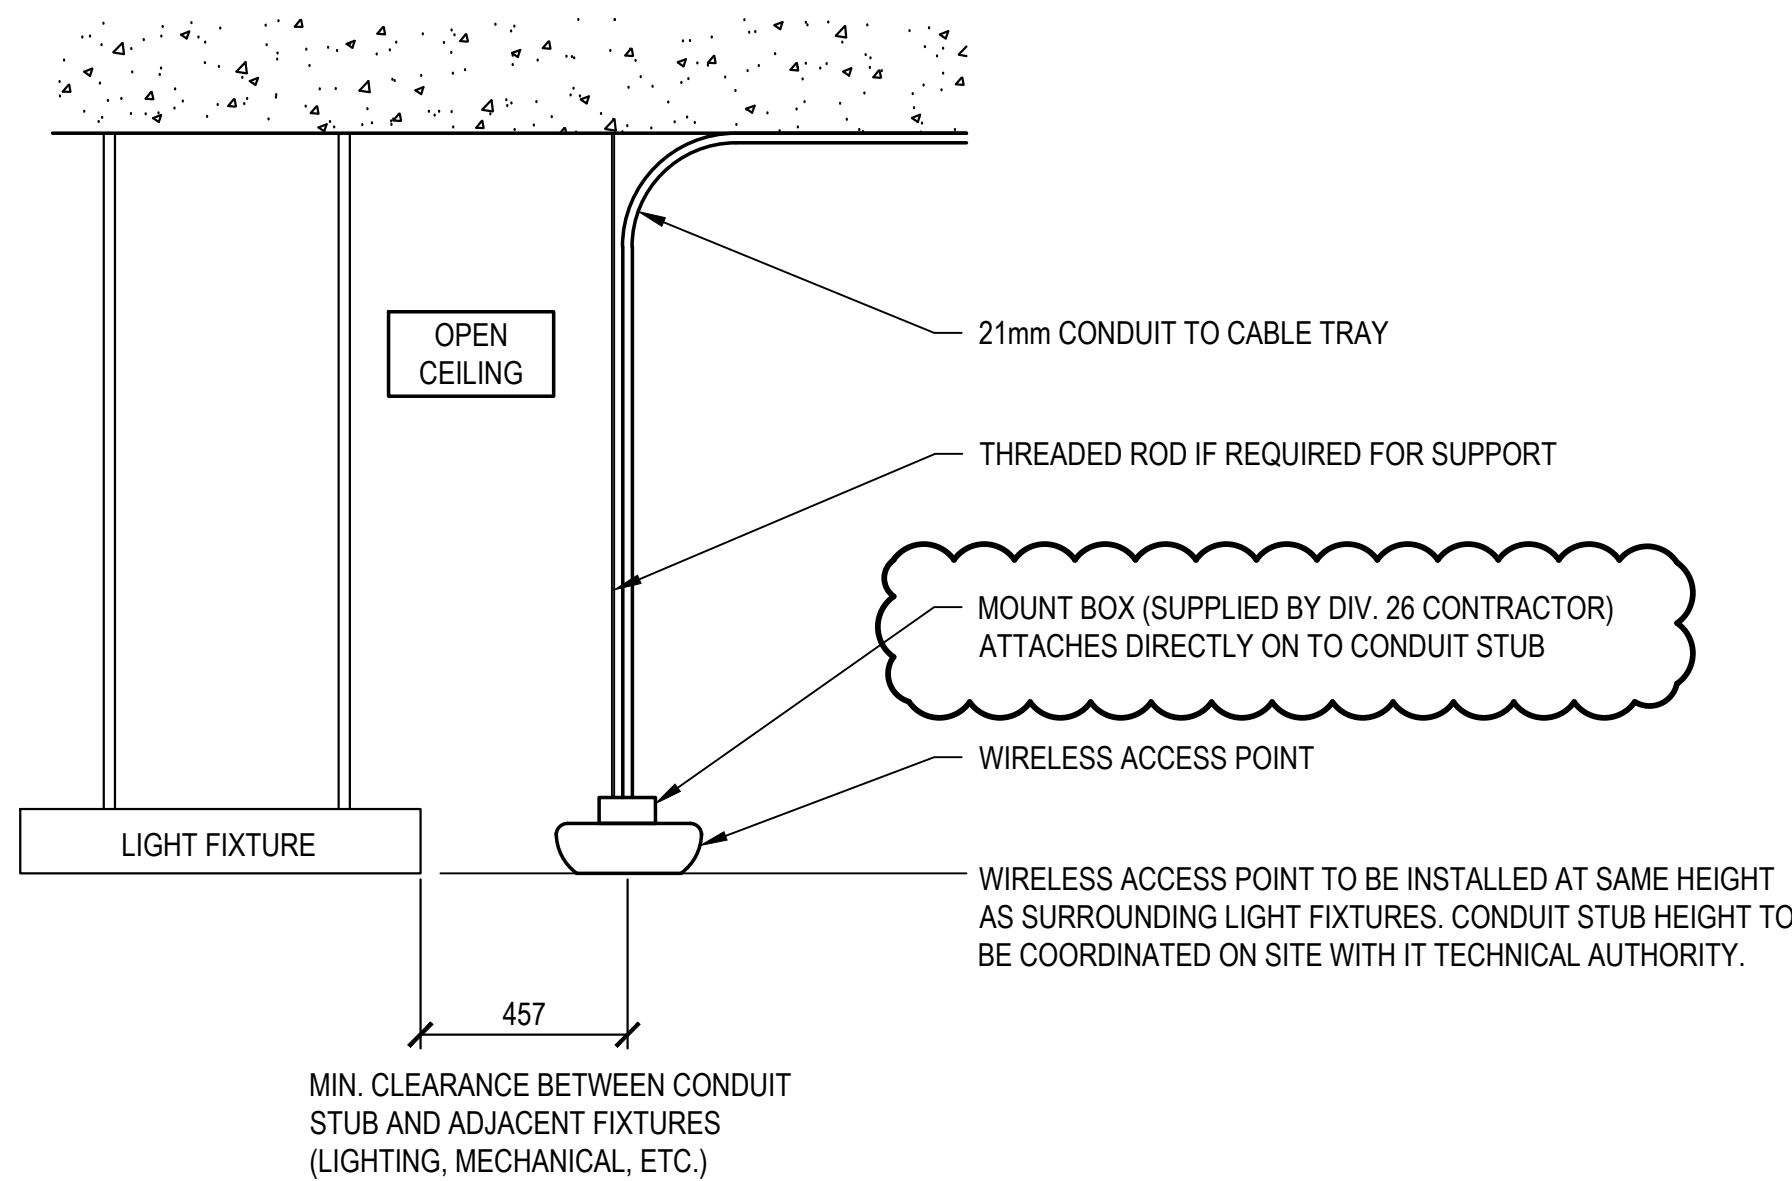 OPEN
CEILING
21mm CONDUIT TO CABLE TRAY
THREADED ROD IF REQUIRED FOR SUPPORT
MOUNT BOX (SUPPLIED BY DIV. 26 CONTRACTOR)
ATTACHES DIRECTLY ON TO CONDUIT STUB
WIRELESS ACCESS POINT
LIGHT FIXTURE
WIRELESS ACCESS POINT TO BE INSTALLED AT SAME HEIGHT
AS SURROUNDING LIGHT FIXTURES. CONDUIT STUB HEIGHT TO
BE COORDINATED ON SITE WITH IT TECHNICAL AUTHORITY.
457
MIN. CLEARANCE BETWEEN CONDUIT
STUB AND ADJACENT FIXTURES
(LIGHTING, MECHANICAL, ETC.)